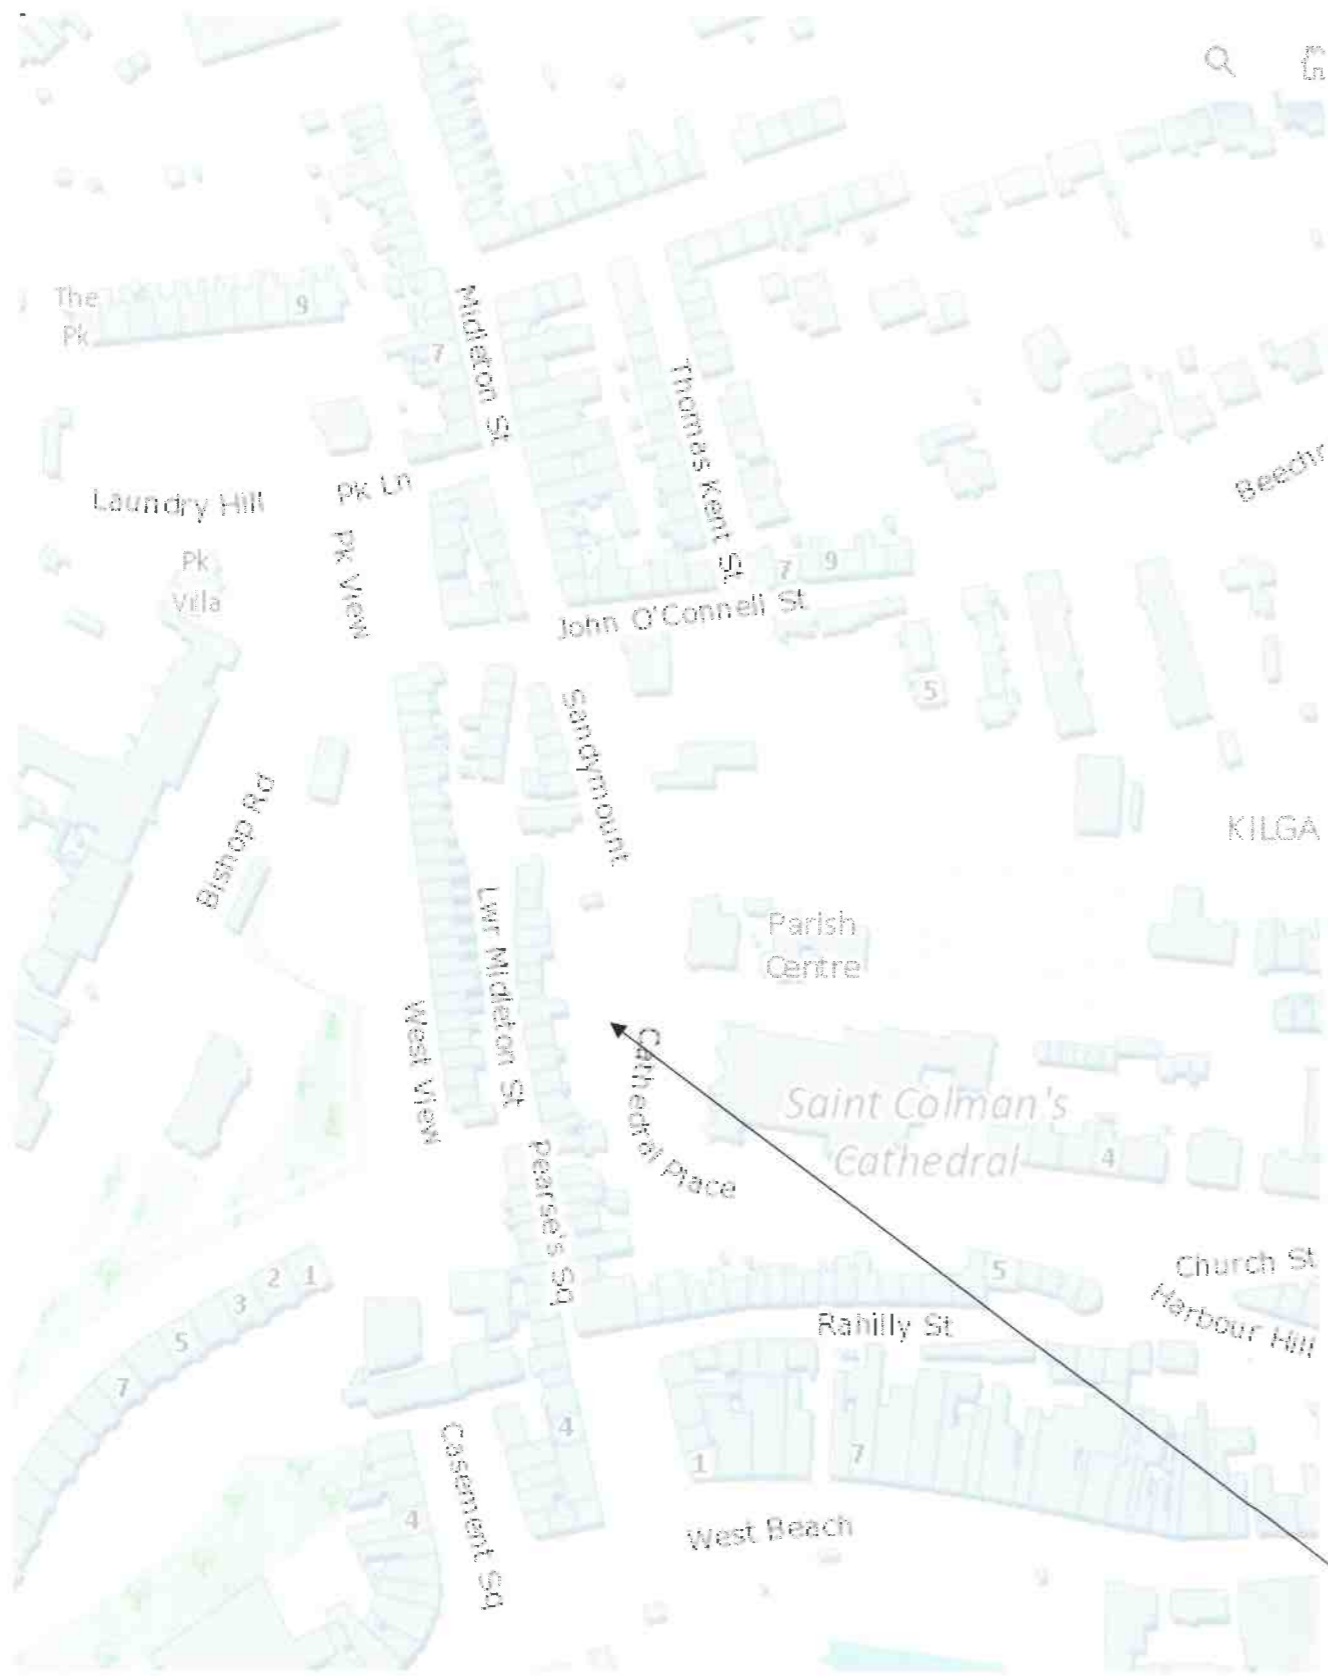 The
Pk
9
Midleton St
7
Thomas Kent St
Laundry Hill
Pk Ln
Beechr
Pk View
Pk
Villa
7
9
John O'Connell St
5
Sandymount
Bishop Rd
KILGA
Lwr Midleton St
Parish
Centre
West View
Cathedral Place
Saint Colman's
Cathedral
4
Pearse's Sq
Church St
5
Harbour Hill
1
2
3
5
7
Rahilly St
4
1
7
Casement Sq
4
West Beach